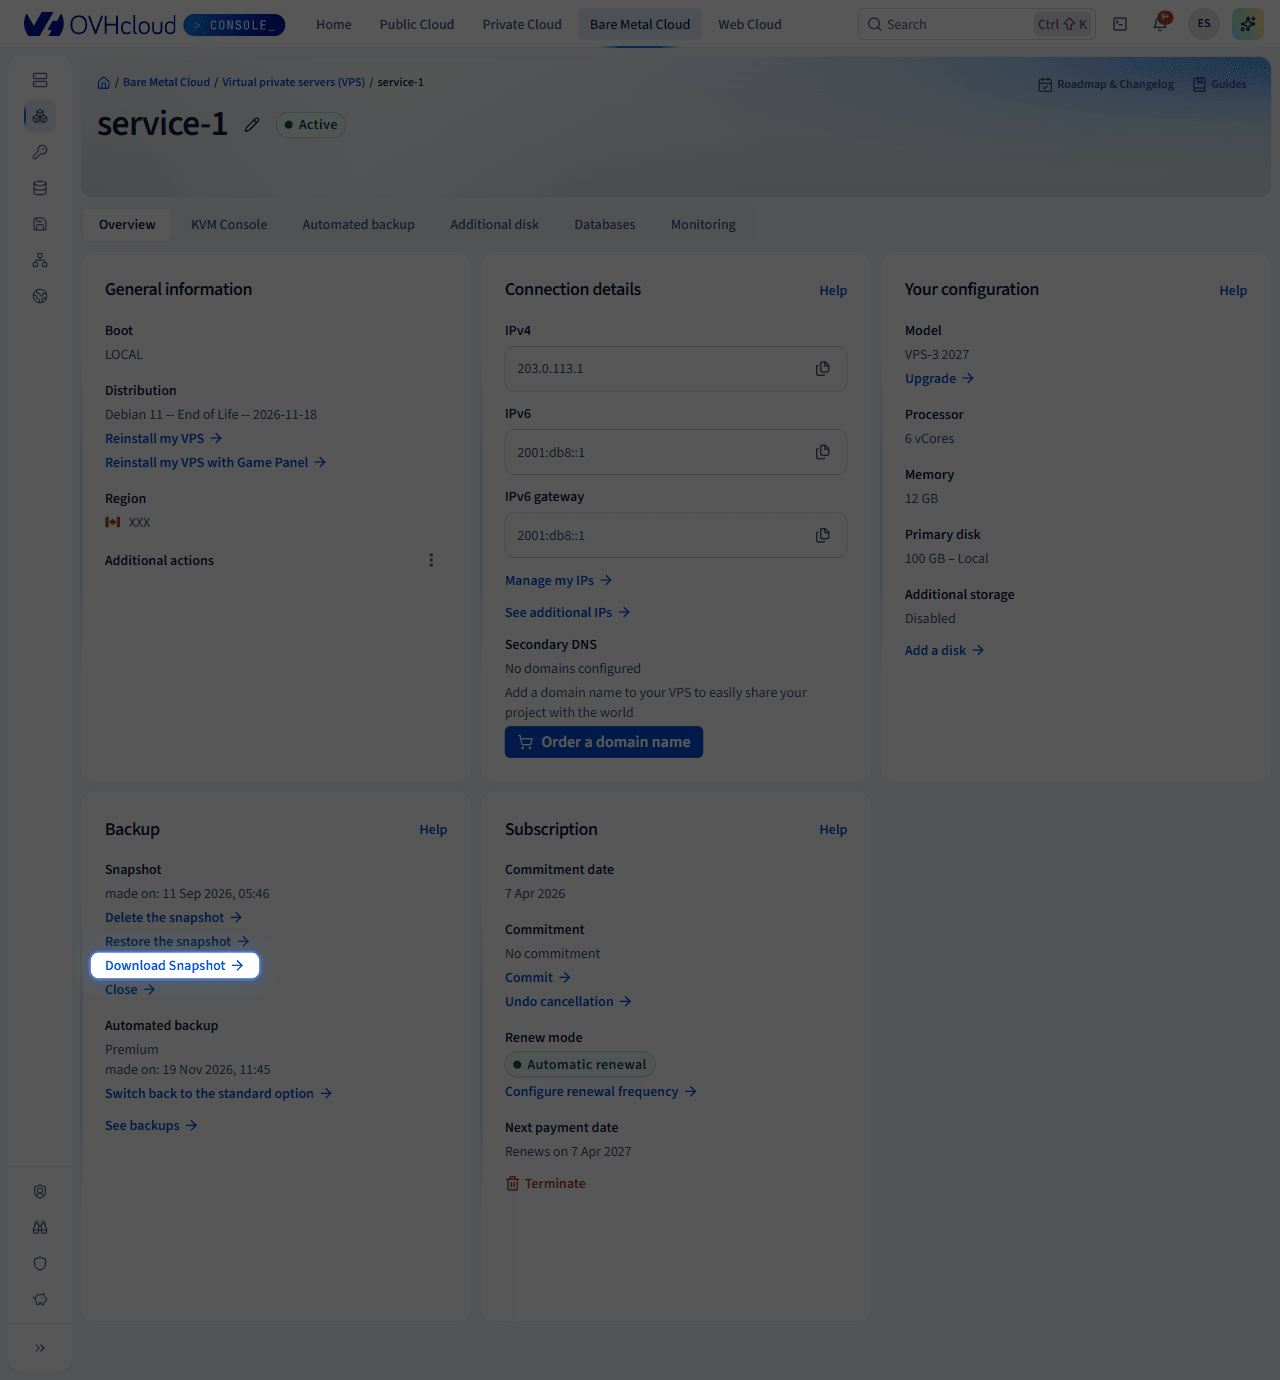 OVHcloud
> CONSOLE_
Home
Public Cloud
Private Cloud
Bare Metal Cloud
Web Cloud
Search
Ctrl ⇧ K
9+
ES
/ Bare Metal Cloud / Virtual private servers (VPS) / service-1
Roadmap & Changelog
Guides
service-1
Active
Overview
KVM Console
Automated backup
Additional disk
Databases
Monitoring
General information
Boot
LOCAL
Distribution
Debian 11 -- End of Life -- 2026-11-18
Reinstall my VPS
Reinstall my VPS with Game Panel
Region
XXX
Additional actions
Connection details
Help
IPv4
203.0.113.1
IPv6
2001:db8::1
IPv6 gateway
2001:db8::1
Manage my IPs
See additional IPs
Secondary DNS
No domains configured
Add a domain name to your VPS to easily share your
project with the world
Order a domain name
Your configuration
Help
Model
VPS-3 2027
Upgrade
Processor
6 vCores
Memory
12 GB
Primary disk
100 GB – Local
Additional storage
Disabled
Add a disk
Backup
Help
Snapshot
made on: 11 Sep 2026, 05:46
Delete the snapshot
Restore the snapshot
Download Snapshot
Close
Automated backup
Premium
made on: 19 Nov 2026, 11:45
Switch back to the standard option
See backups
Subscription
Help
Commitment date
7 Apr 2026
Commitment
No commitment
Commit
Undo cancellation
Renew mode
Automatic renewal
Configure renewal frequency
Next payment date
Renews on 7 Apr 2027
Terminate